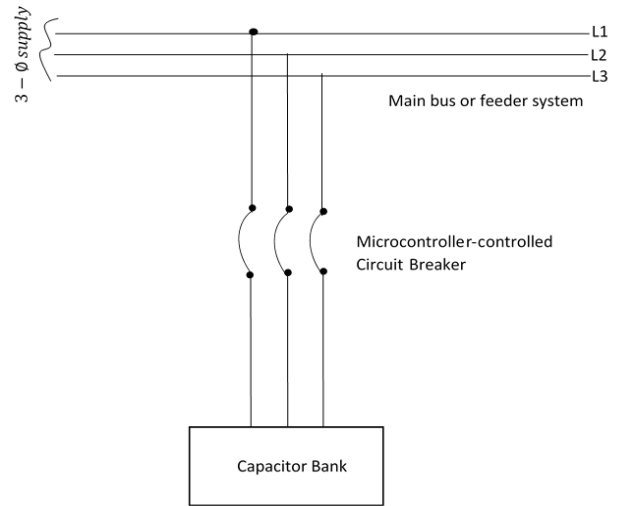 3 − Ø supply
L1
L2
L3
Main bus or feeder system
Microcontroller-controlled
Circuit Breaker
Capacitor Bank